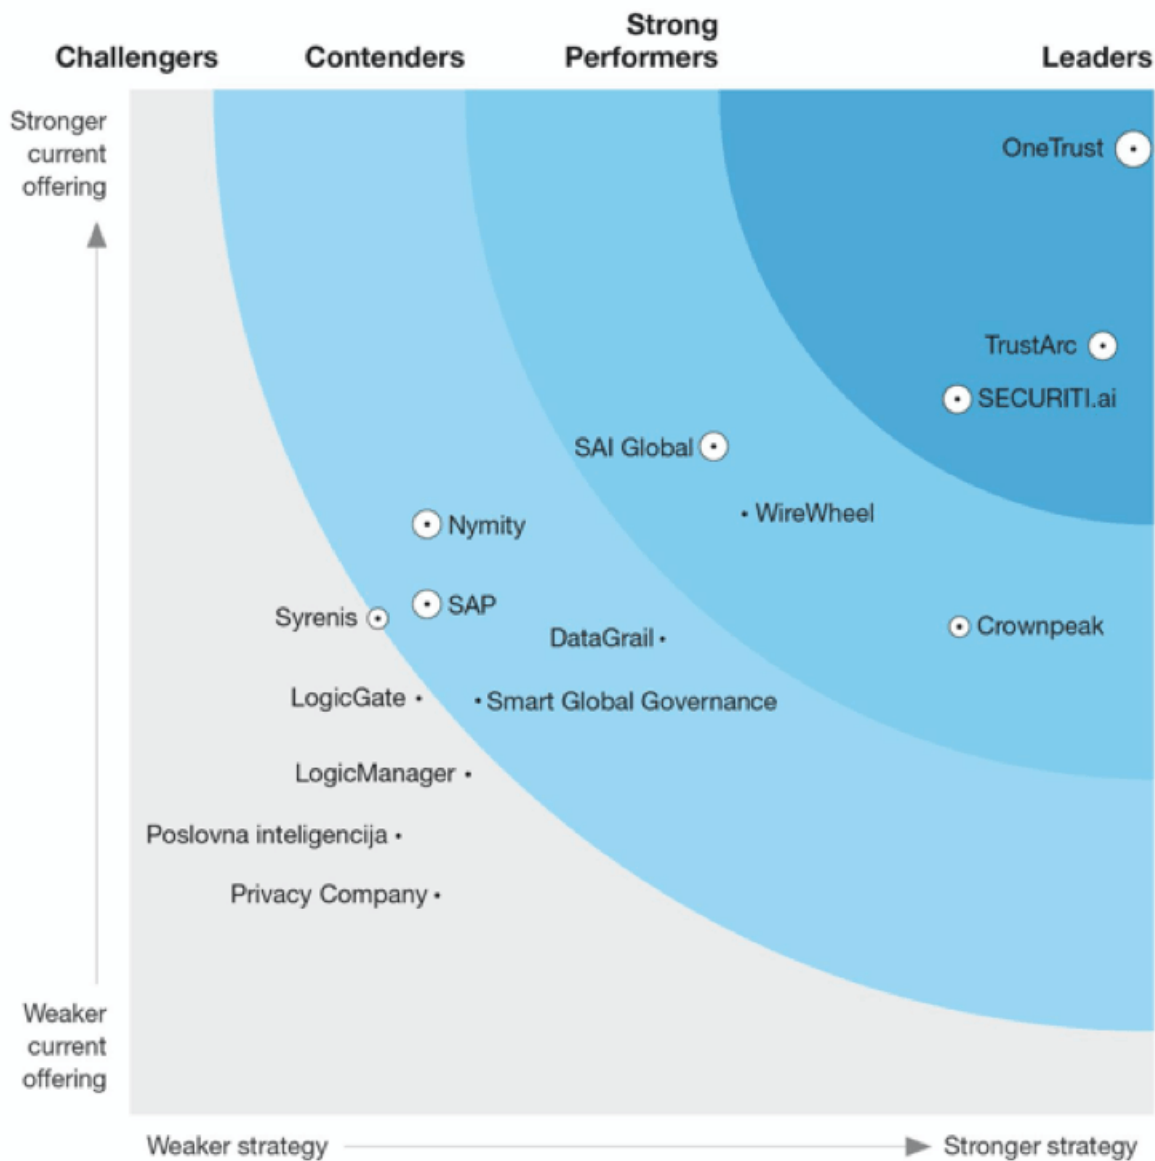 Challengers
Contenders
Strong
Performers
Leaders
Stronger
current
offering
OneTrust
TrustArc
SECURITI.ai
SAI Global
WireWheel
Nymity
SAP
Syrenis
DataGrail
Crownpeak
LogicGate
Smart Global Governance
LogicManager
Poslovna inteligencija
Privacy Company
Weaker
current
offering
Weaker strategy
Stronger strategy